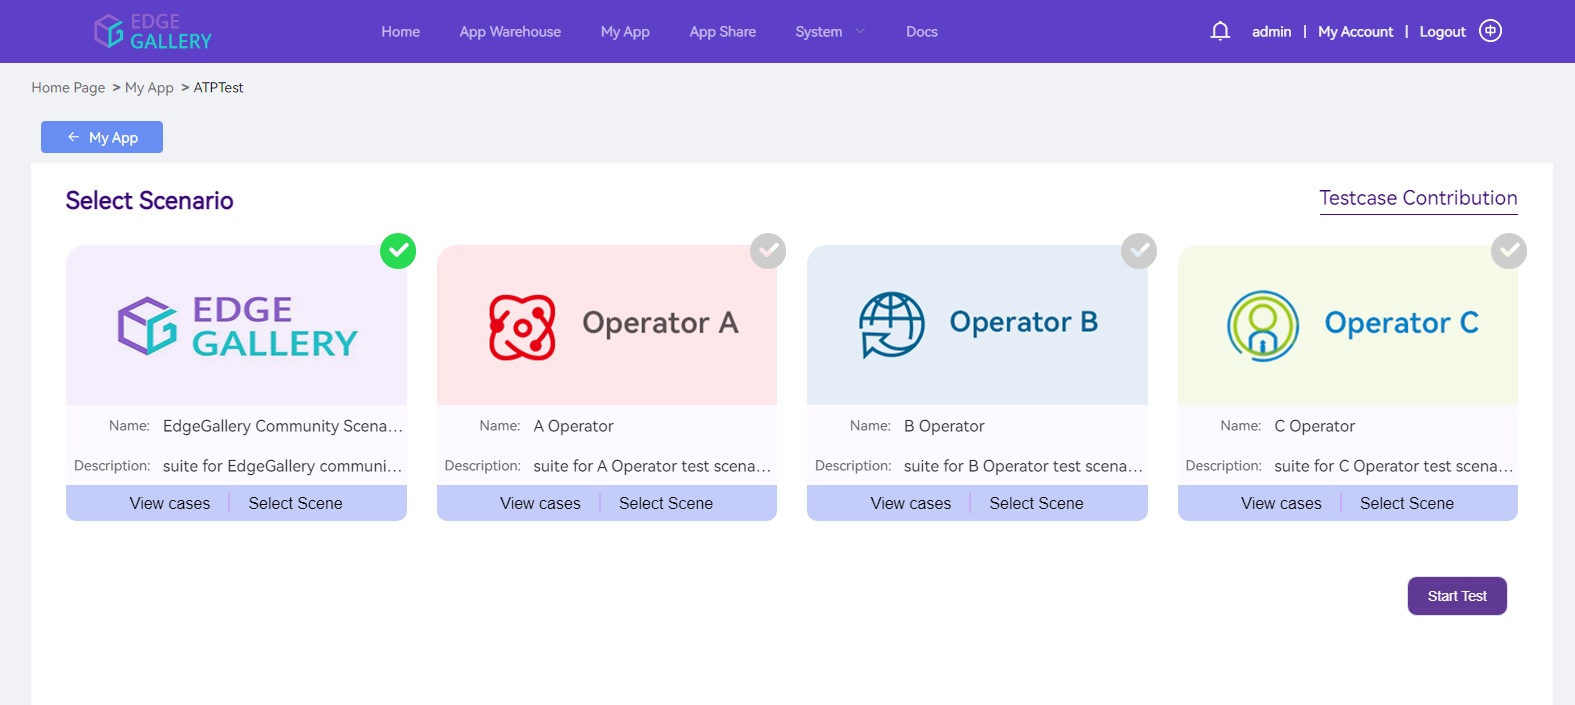 EDGE
GALLERY
Home
App Warehouse
My App
App Share
System
Docs
admin | My Account | Logout 中
Home Page > My App > ATPTest
← My App
Select Scenario
Testcase Contribution
EDGE
GALLERY
Name: EdgeGallery Community Scena...
Description: suite for EdgeGallery communi...
View cases | Select Scene
Operator A
Name: A Operator
Description: suite for A Operator test scena...
View cases | Select Scene
Operator B
Name: B Operator
Description: suite for B Operator test scena...
View cases | Select Scene
Operator C
Name: C Operator
Description: suite for C Operator test scena...
View cases | Select Scene
Start Test